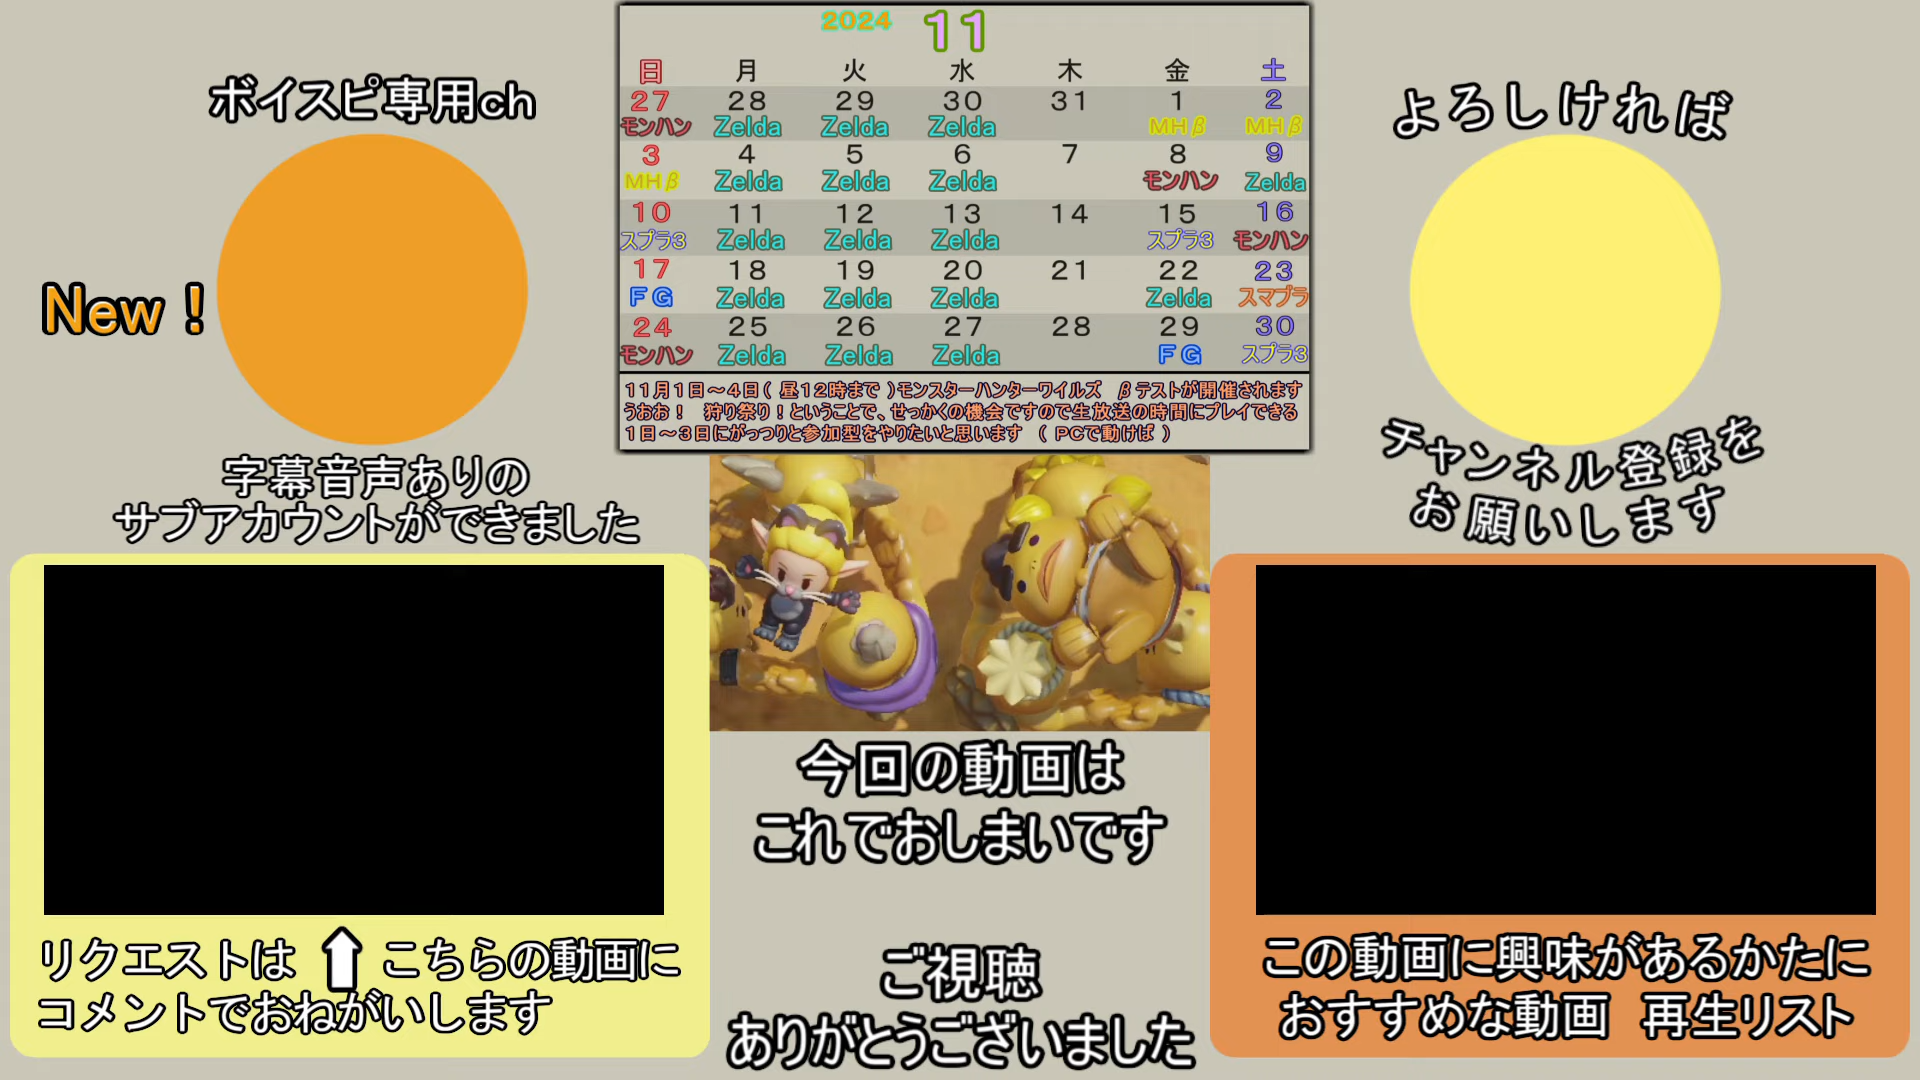 2024 11
日 月 火 水 木 金 土
27 28 29 30 31 1 2
モンハン Zelda Zelda Zelda MHβ MHβ
3 4 5 6 7 8 9
MHβ Zelda Zelda Zelda モンハン Zelda
10 11 12 13 14 15 16
スプラ3 Zelda Zelda Zelda スプラ3 モンハン
17 18 19 20 21 22 23
FG Zelda Zelda Zelda Zelda スマブラ
24 25 26 27 28 29 30
モンハン Zelda Zelda Zelda FG スプラ3
11月1日~4日( 昼12時まで )モンスターハンターワイルズ βテストが開催されます
うおお! 狩り祭り!ということで、せっかくの機会ですので生放送の時間にプレイできる
1日~3日にがっつりと参加型をやりたいと思います ( PCで動けば )
ボイスピ専用ch
New!
字幕音声ありの
サブアカウントができました
よろしければ
チャンネル登録を
お願いします
今回の動画は
これでおしまいです
ご視聴
ありがとうございました
リクエストは ⬆ こちらの動画に
コメントでおねがいします
この動画に興味があるかたに
おすすめな動画 再生リスト